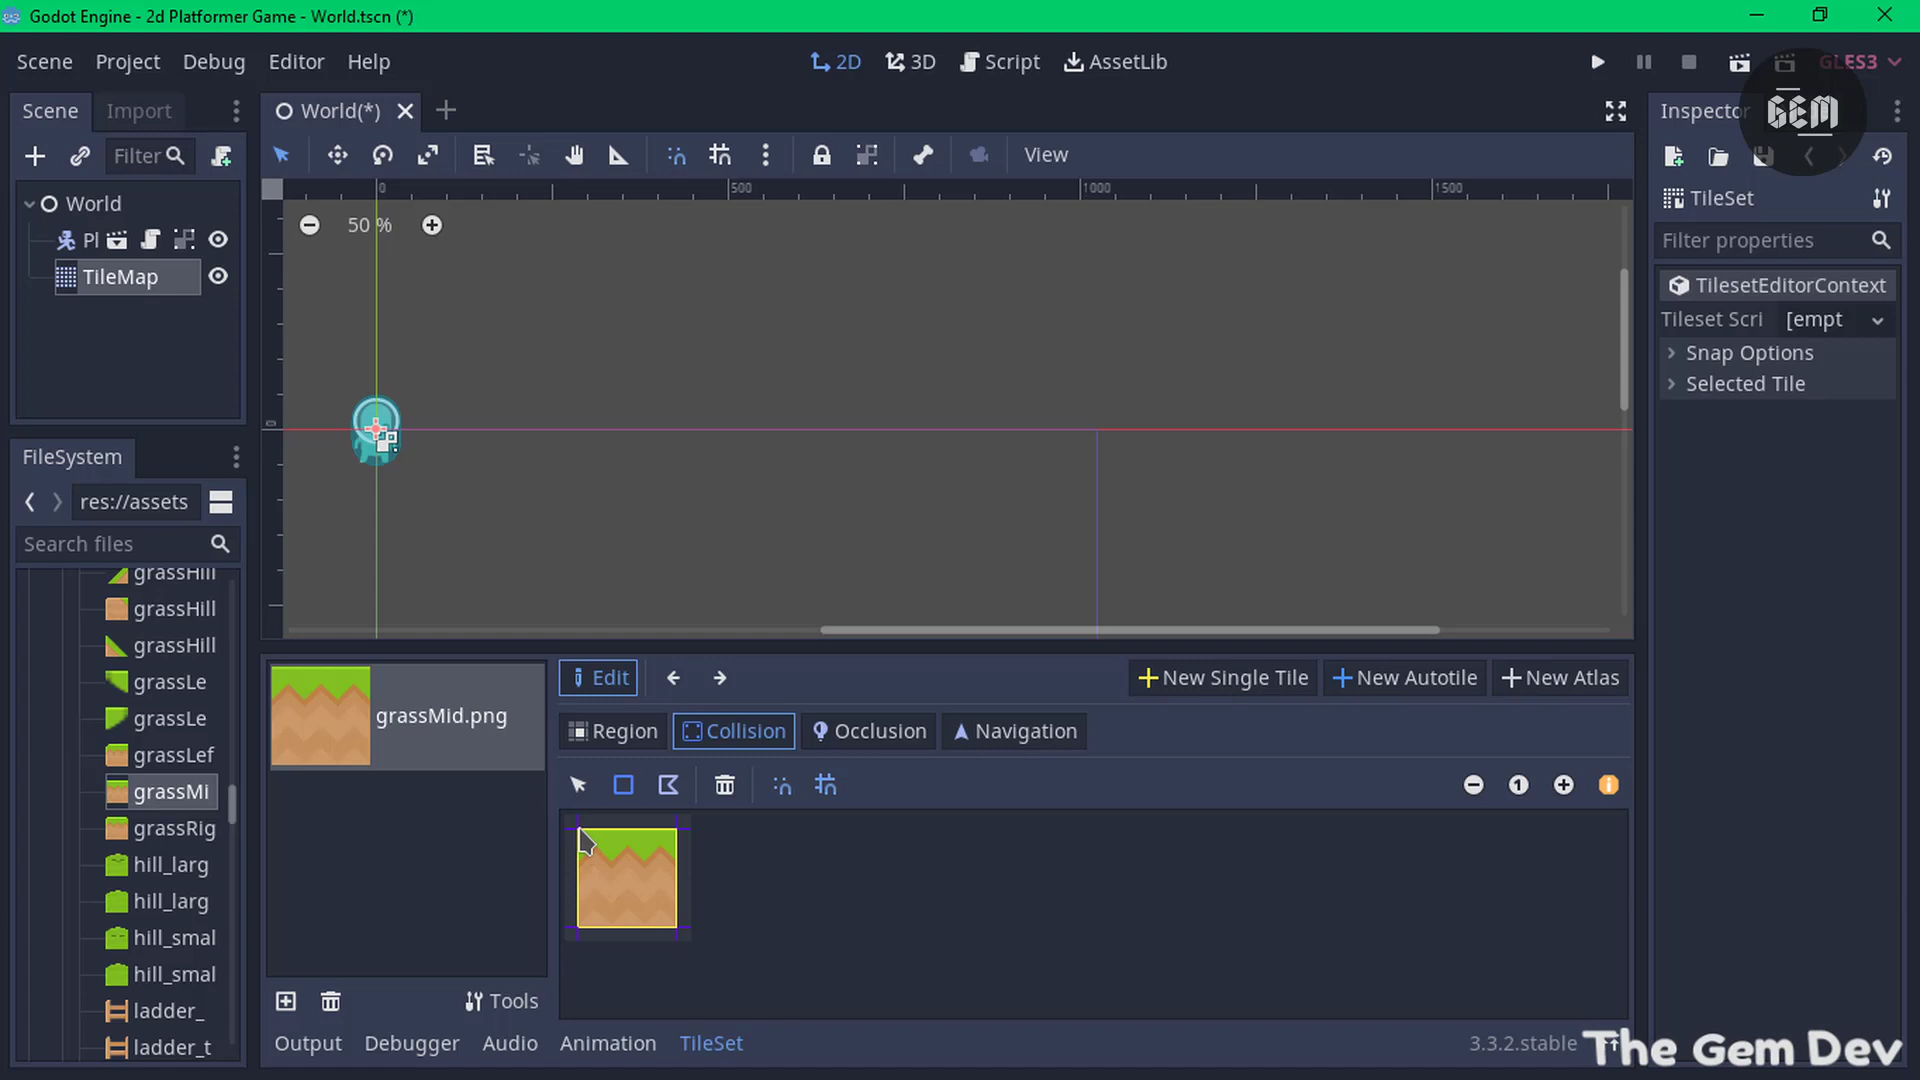 Godot Engine - 2d Platformer Game - World.tscn (*)
Scene Project Debug Editor Help
2D 3D Script AssetLib
GLES3
Scene Import
World(*)
Inspector
GEM
Filter
View
World
Pl
TileMap
0 500 1000 1500
50 %
0
TileSet
Filter properties
TilesetEditorContext
Tileset Scri [empt
Snap Options
Selected Tile
FileSystem
res://assets
Search files
grassHill
grassHill
grassHill
grassLe
grassLe
grassLef
grassMi
grassRig
hill_larg
hill_larg
hill_smal
hill_smal
ladder_
ladder_t
grassMid.png
Edit
New Single Tile New Autotile New Atlas
Region Collision Occlusion Navigation
1
Tools
Output Debugger Audio Animation TileSet
3.3.2.stable
The Gem Dev